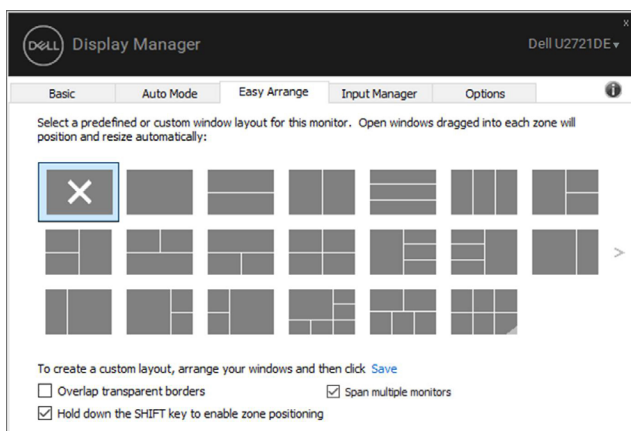 x
DELL Display Manager Dell U2721DE
Basic Auto Mode Easy Arrange Input Manager Options
Select a predefined or custom window layout for this monitor. Open windows dragged into each zone will
position and resize automatically:
>
To create a custom layout, arrange your windows and then click Save
Overlap transparent borders Span multiple monitors
Hold down the SHIFT key to enable zone positioning